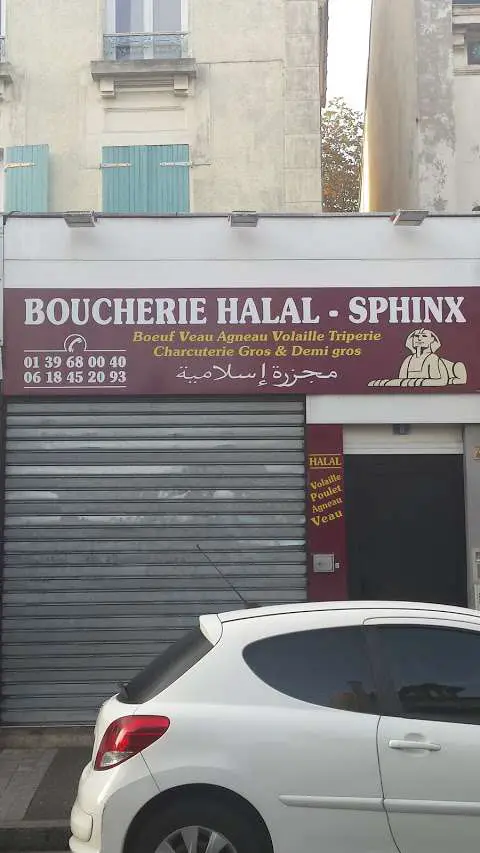 BOUCHERIE HALAL - SPHINX
Boeuf Veau Agneau Volaille Triperie
Charcuterie Gros & Demi gros
01 39 68 00 40
06 18 45 20 93
مجزرة إسلامية
HALAL
Volaille
Poulet
Agneau
Veau